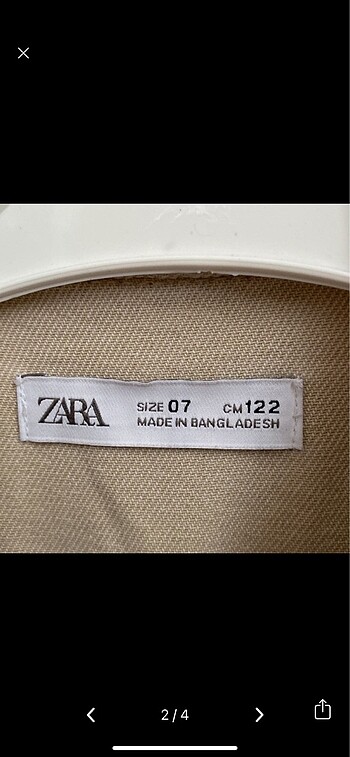 ZARA
SIZE 07 CM 122
MADE IN BANGLADESH
2/4